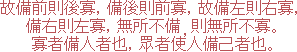 故備前則後寡，備後則前寡，故備左則右寡，
備右則左寡，無所不備，則無所不寡。
寡者備人者也，眾者使人備己者也。